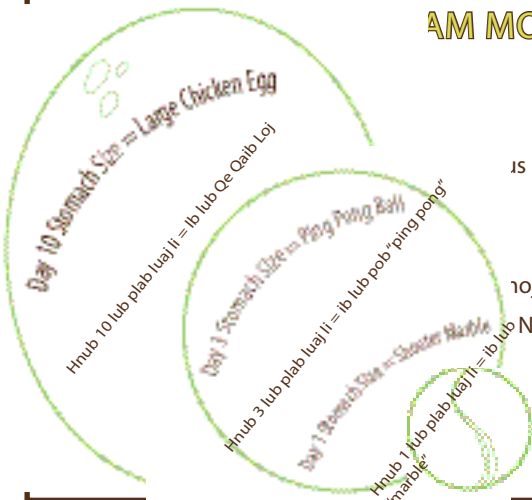 AM MO
Day 10 Stomach Size = Large Chicken Egg
Hnub 10 lub plab luaj li = Ib lub Qe Qaib Loj
us
Day 3 Stomach Size = Ping Pong Ball
Hnub 3 lub plab luaj li = ib lub pob "ping pong"
noj
N
Day 1 Stomach Size = Shooter Marble
Hnub 1 lub plab luaj li = ib lub
"marble"